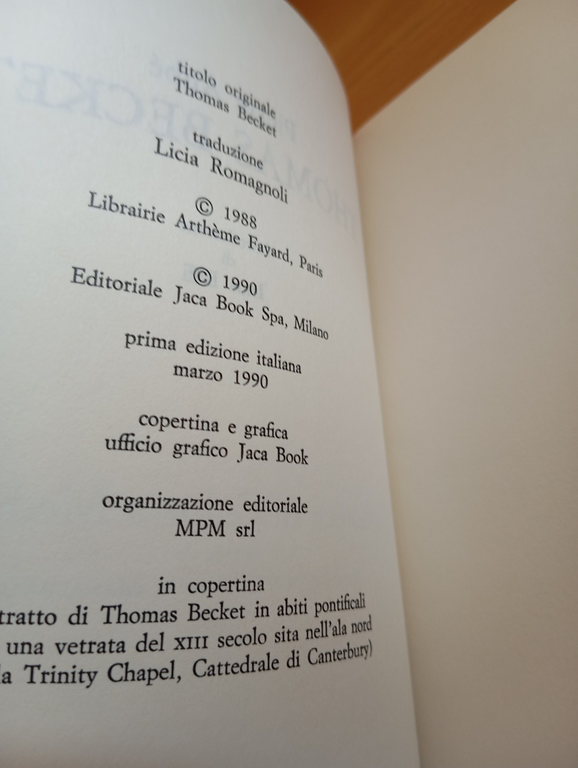 titolo originale
Thomas Becket
traduzione
Licia Romagnoli
© 1988
Librairie Arthème Fayard, Paris
© 1990
Editoriale Jaca Book Spa, Milano
prima edizione italiana
marzo 1990
copertina e grafica
ufficio grafico Jaca Book
organizzazione editoriale
MPM srl
in copertina
tratto di Thomas Becket in abiti pontificali
una vetrata del XIII secolo sita nell'ala nord
la Trinity Chapel, Cattedrale di Canterbury)